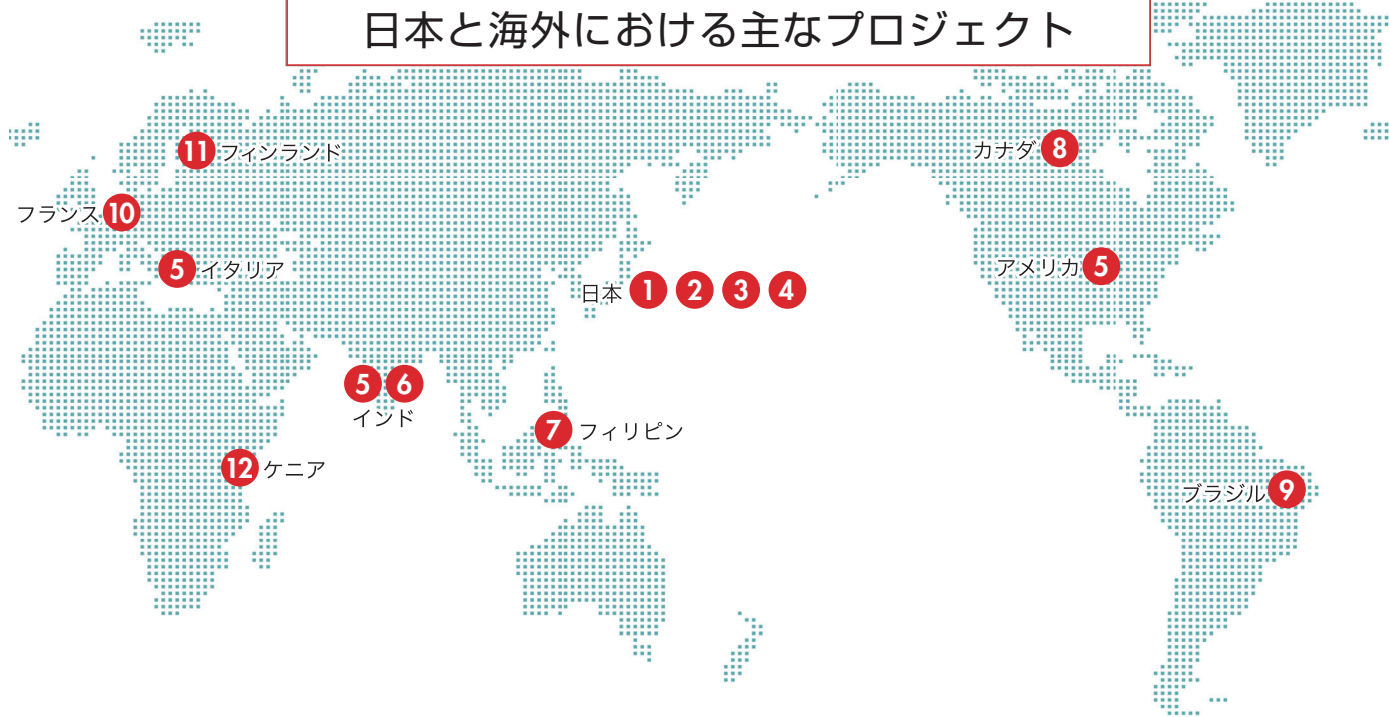 日本と海外における主なプロジェクト
11 フィンランド
カナダ 8
フランス 10
5 イタリア
アメリカ 5
日本 1 2 3 4
5 6
インド
7 フィリピン
12 ケニア
ブラジル 9